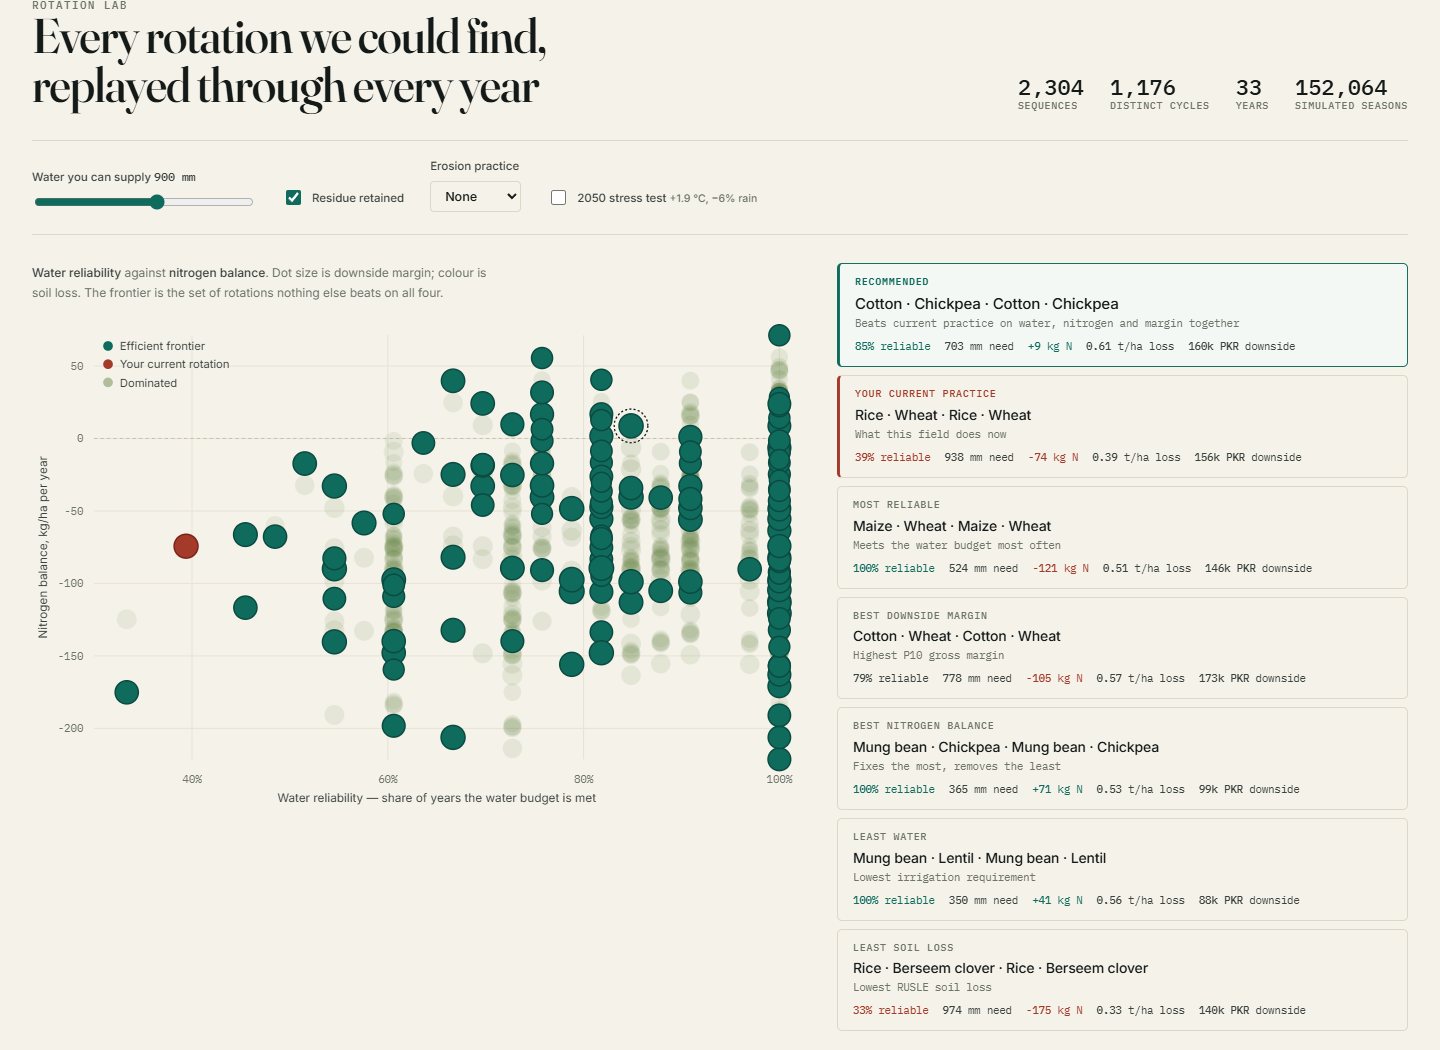 ROTATION LAB
Every rotation we could find,
replayed through every year
2,304
SEQUENCES
1,176
DISTINCT CYCLES
33
YEARS
152,064
SIMULATED SEASONS
Water you can supply 900 mm
Residue retained
Erosion practice
None
2050 stress test +1.9 °C, −6% rain
Water reliability against nitrogen balance. Dot size is downside margin; colour is
soil loss. The frontier is the set of rotations nothing else beats on all four.
Efficient frontier
Your current rotation
Dominated
Nitrogen balance, kg/ha per year
50
0
-50
-100
-150
-200
40%
60%
80%
100%
Water reliability — share of years the water budget is met
RECOMMENDED
Cotton · Chickpea · Cotton · Chickpea
Beats current practice on water, nitrogen and margin together
85% reliable 703 mm need +9 kg N 0.61 t/ha loss 160k PKR downside
YOUR CURRENT PRACTICE
Rice · Wheat · Rice · Wheat
What this field does now
39% reliable 938 mm need -74 kg N 0.39 t/ha loss 156k PKR downside
MOST RELIABLE
Maize · Wheat · Maize · Wheat
Meets the water budget most often
100% reliable 524 mm need -121 kg N 0.51 t/ha loss 146k PKR downside
BEST DOWNSIDE MARGIN
Cotton · Wheat · Cotton · Wheat
Highest P10 gross margin
79% reliable 778 mm need -105 kg N 0.57 t/ha loss 173k PKR downside
BEST NITROGEN BALANCE
Mung bean · Chickpea · Mung bean · Chickpea
Fixes the most, removes the least
100% reliable 365 mm need +71 kg N 0.53 t/ha loss 99k PKR downside
LEAST WATER
Mung bean · Lentil · Mung bean · Lentil
Lowest irrigation requirement
100% reliable 350 mm need +41 kg N 0.56 t/ha loss 88k PKR downside
LEAST SOIL LOSS
Rice · Berseem clover · Rice · Berseem clover
Lowest RUSLE soil loss
33% reliable 974 mm need -175 kg N 0.33 t/ha loss 140k PKR downside